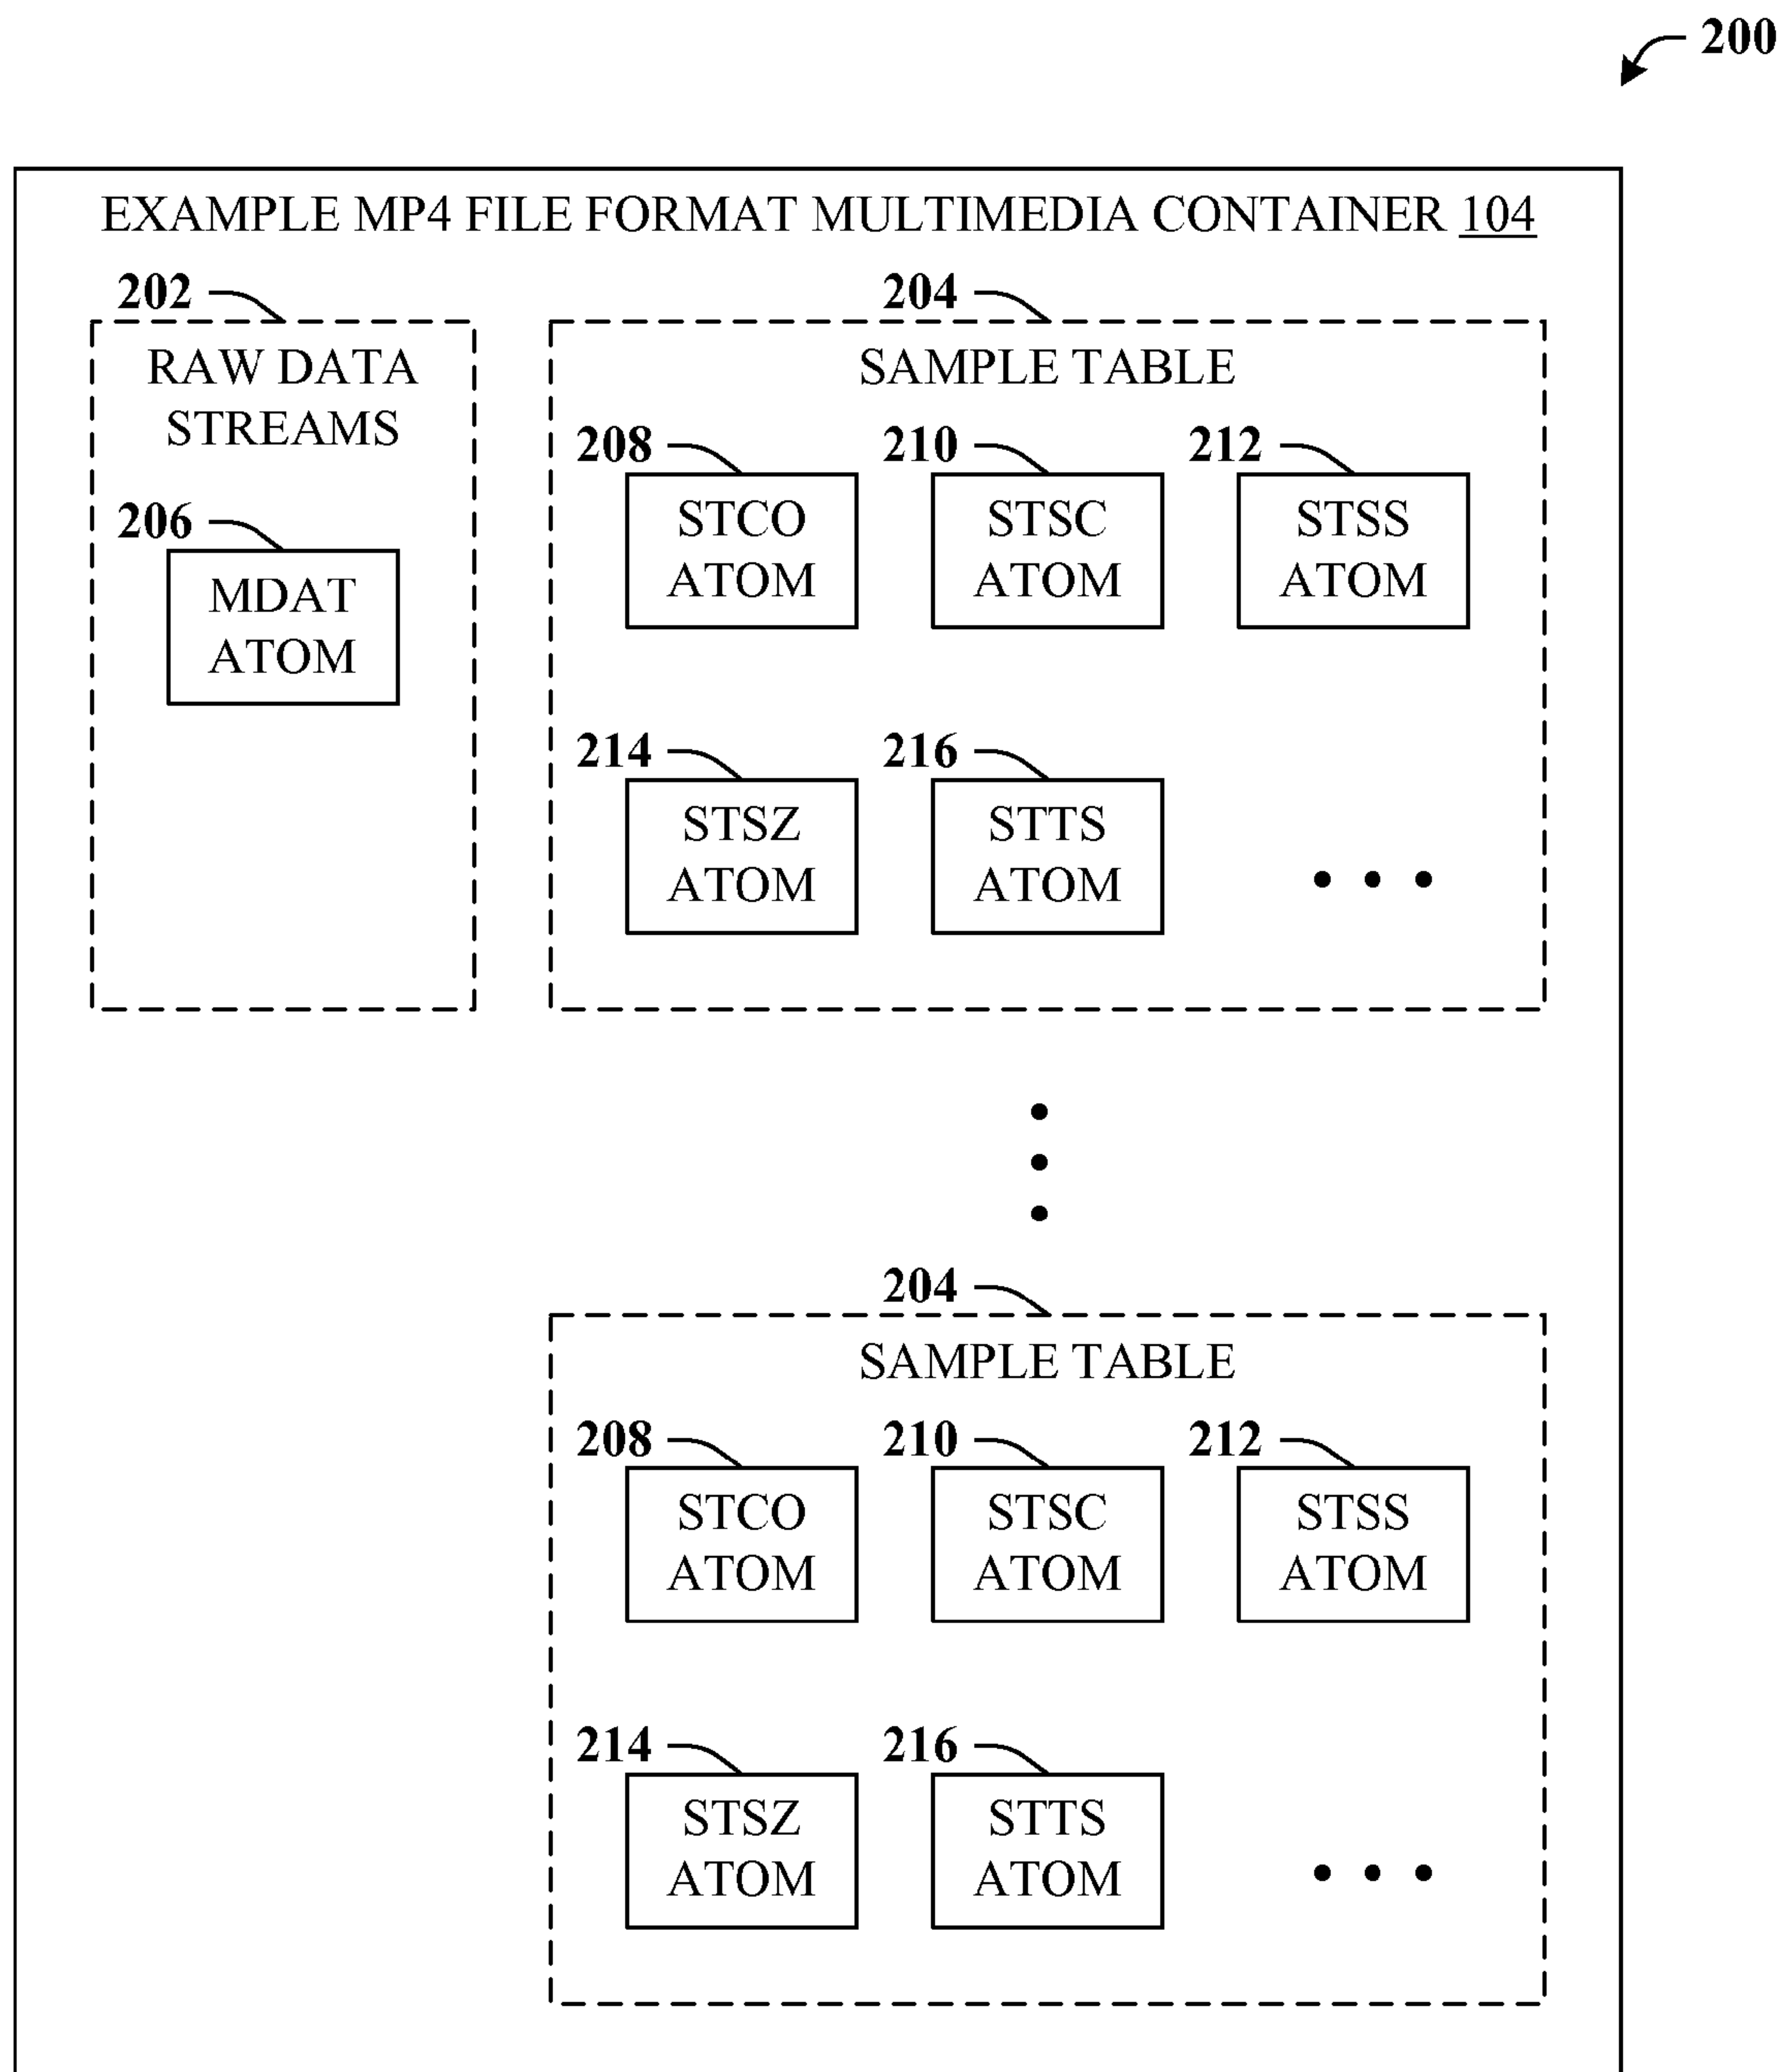 200
EXAMPLE MP4 FILE FORMAT MULTIMEDIA CONTAINER 104
202
RAW DATA
STREAMS
206
MDAT
ATOM
204
SAMPLE TABLE
208
STCO
ATOM
210
STSC
ATOM
212
STSS
ATOM
214
STSZ
ATOM
216
STTS
ATOM
204
SAMPLE TABLE
208
STCO
ATOM
210
STSC
ATOM
212
STSS
ATOM
214
STSZ
ATOM
216
STTS
ATOM